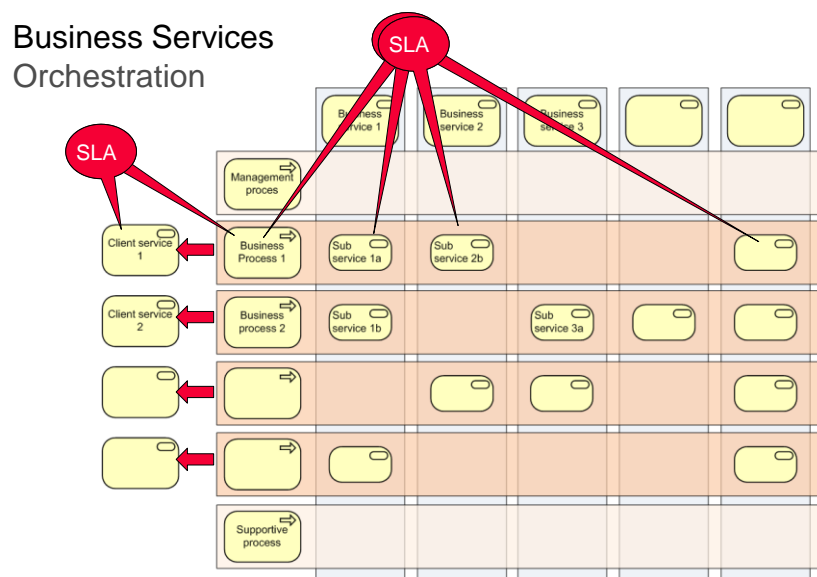 Business Services
Orchestration
SLA
SLA
Business
service 1
Business
service 2
Business
service 3
Management
proces
Client service
1
Business
Process 1
Sub
service 1a
Sub
service 2b
Client service
2
Business
process 2
Sub
service 1b
Sub
service 3a
Supportive
process